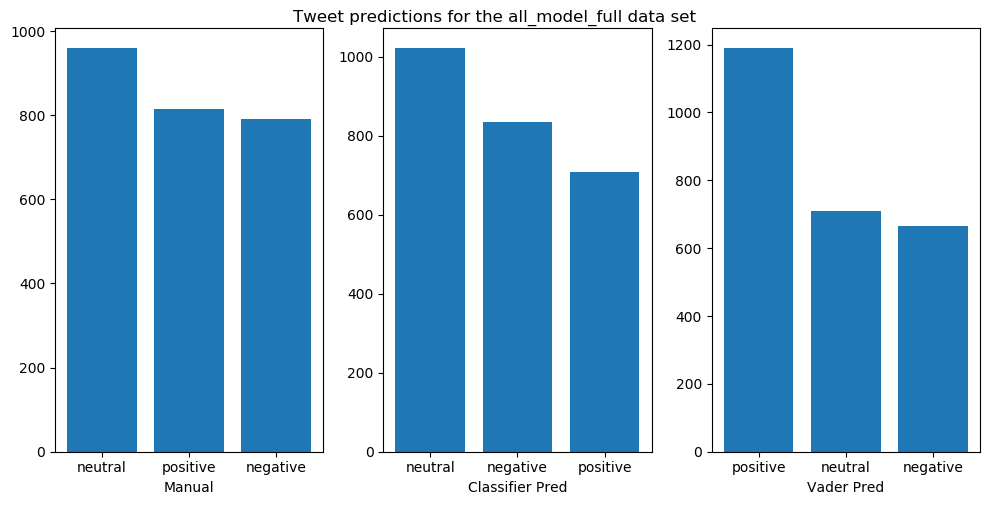 Tweet predictions for the all_model_full data set
1000
800
600
400
200
0
neutral positive negative
Manual
1000
800
600
400
200
0
neutral negative positive
Classifier Pred
1200
1000
800
600
400
200
0
positive neutral negative
Vader Pred